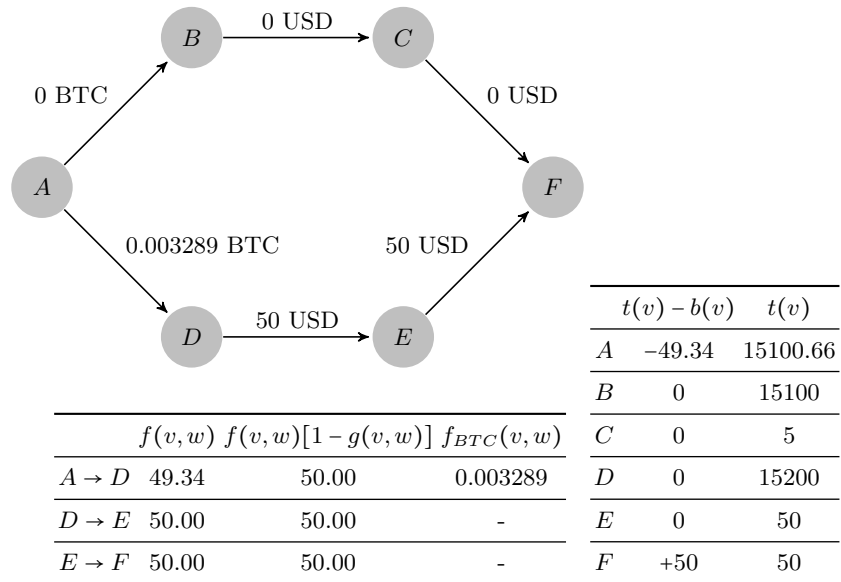 0 USD
B
C
0 BTC
0 USD
A
F
0.003289 BTC
50 USD
50 USD
D
E
t(v) − b(v) t(v)
A −49.34 15100.66
B 0 15100
C 0 5
D 0 15200
E 0 50
F +50 50
f(v,w) f(v,w)[1 − g(v,w)] f_{BTC}(v,w)
A → D 49.34 50.00 0.003289
D → E 50.00 50.00 -
E → F 50.00 50.00 -